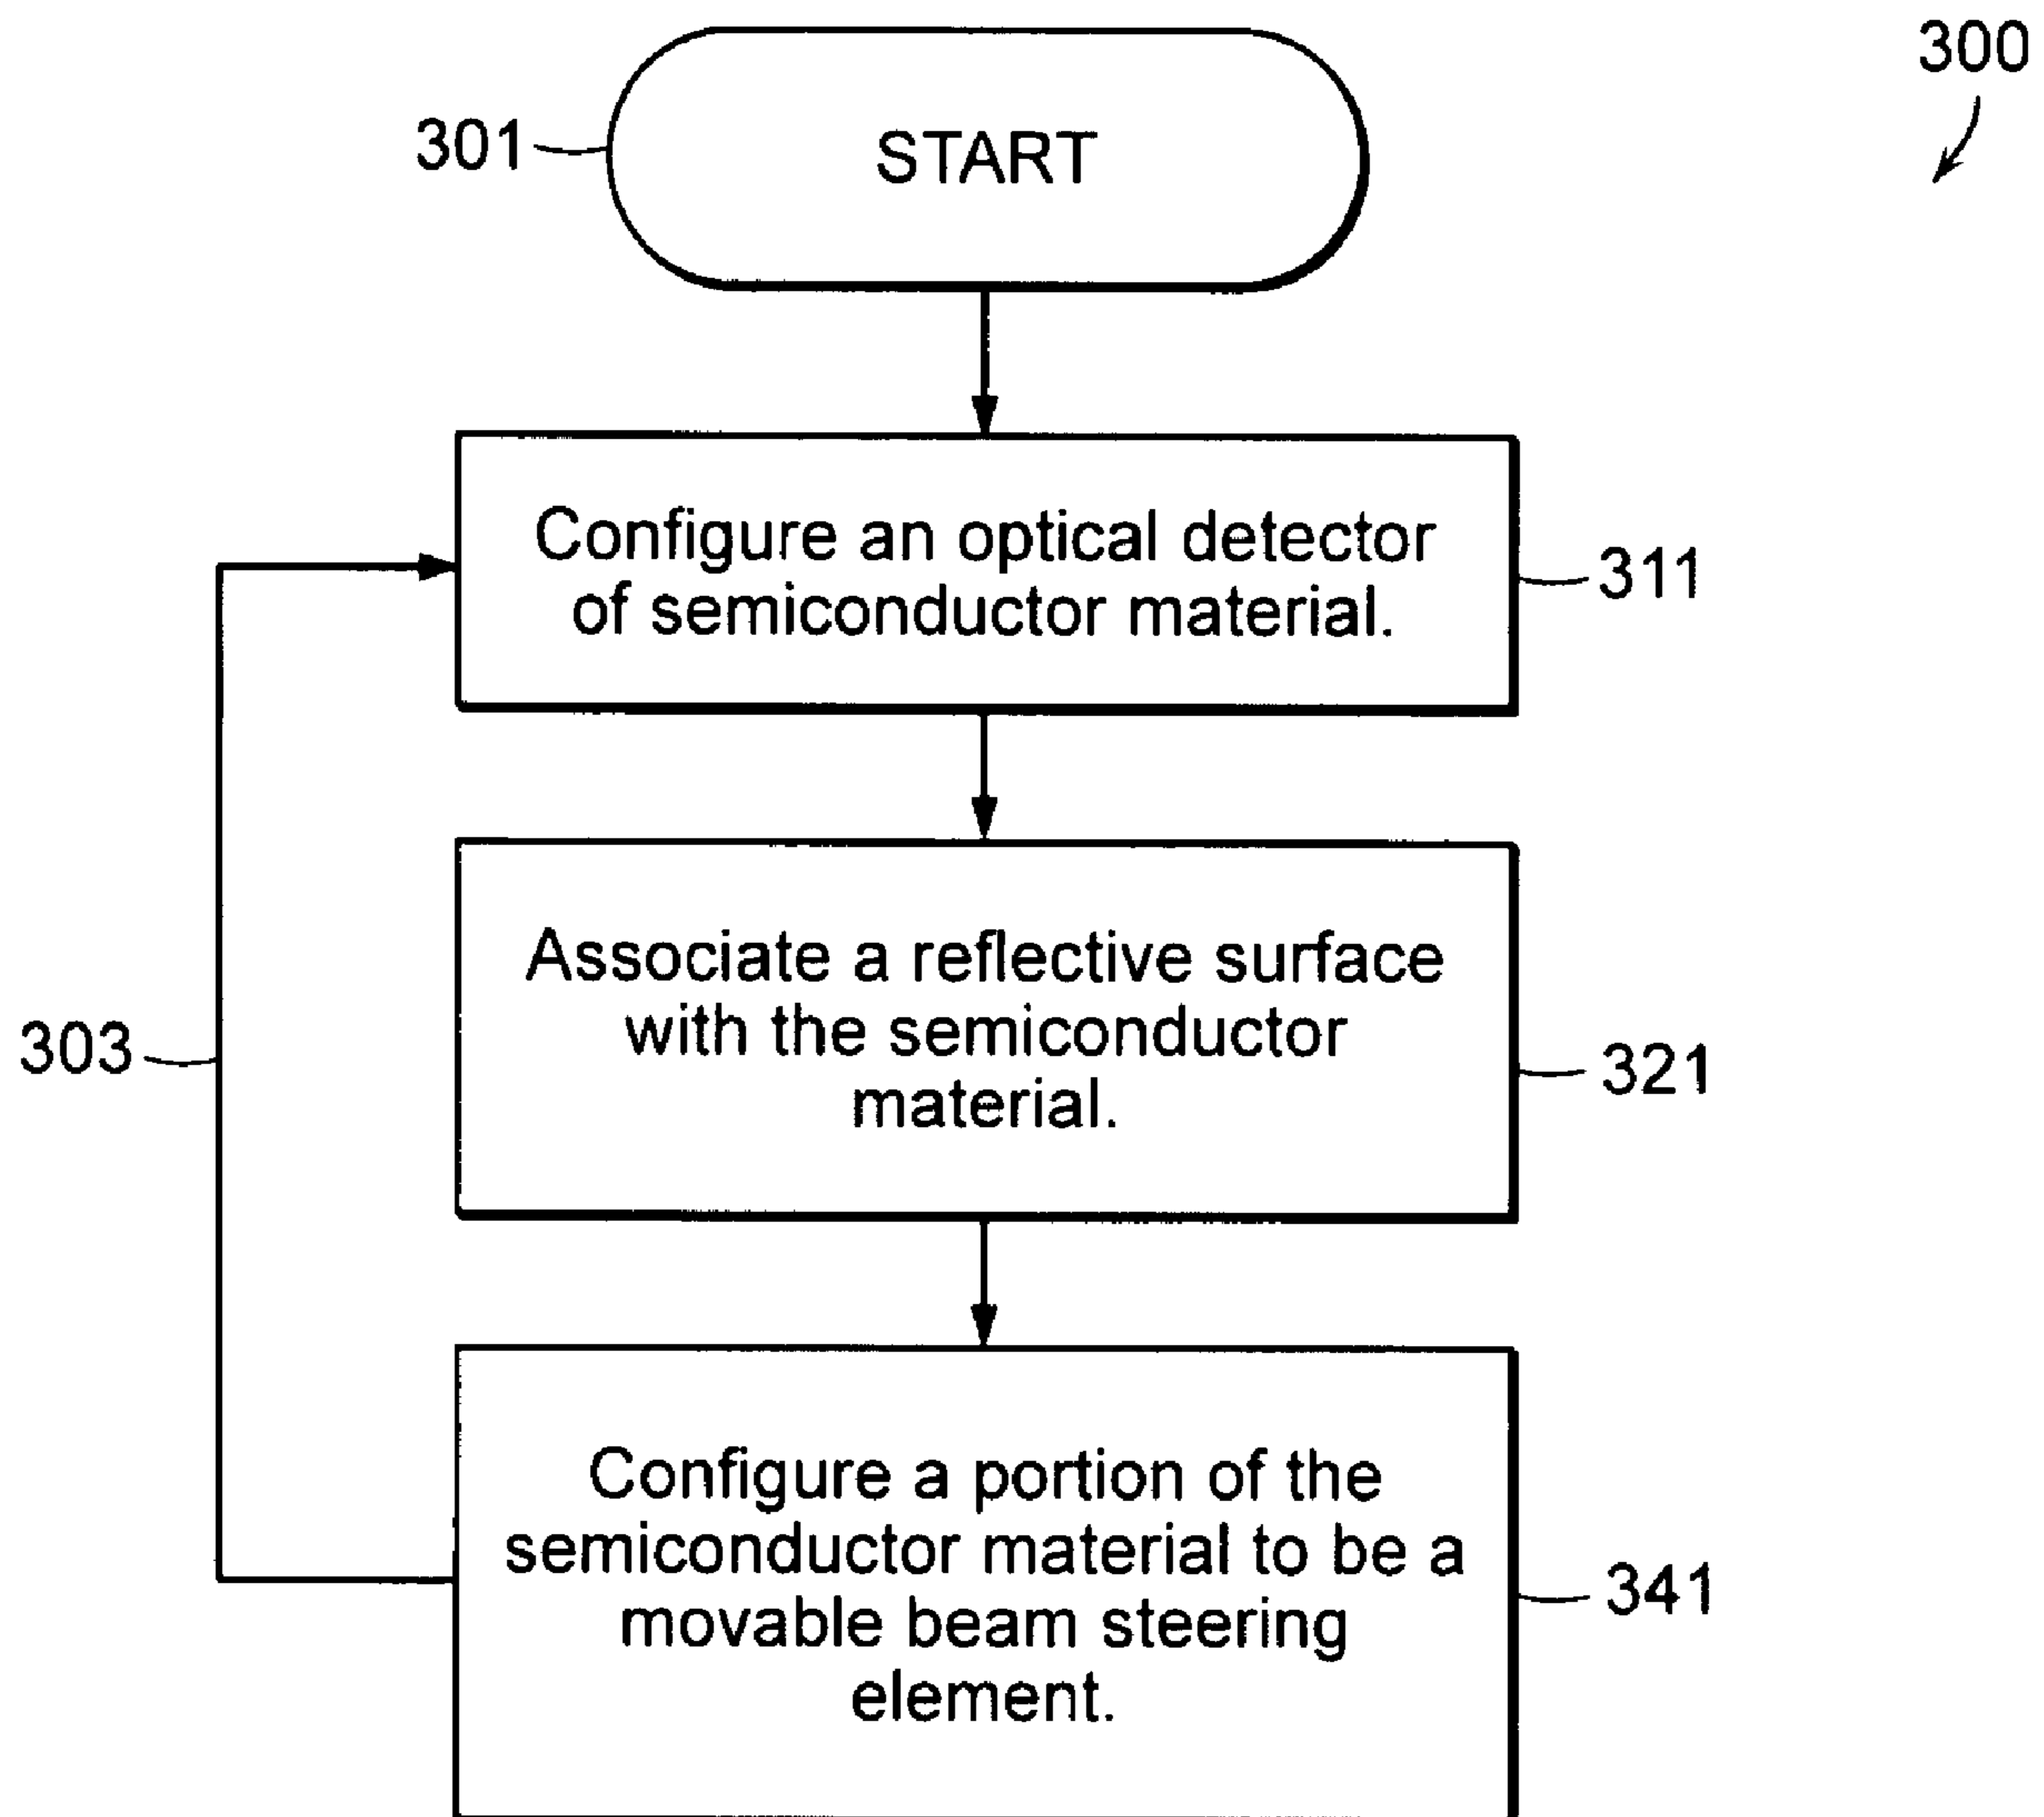 300
301
START
Configure an optical detector
of semiconductor material.
311
Associate a reflective surface
with the semiconductor
material.
321
303
Configure a portion of the
semiconductor material to be a
movable beam steering
element.
341